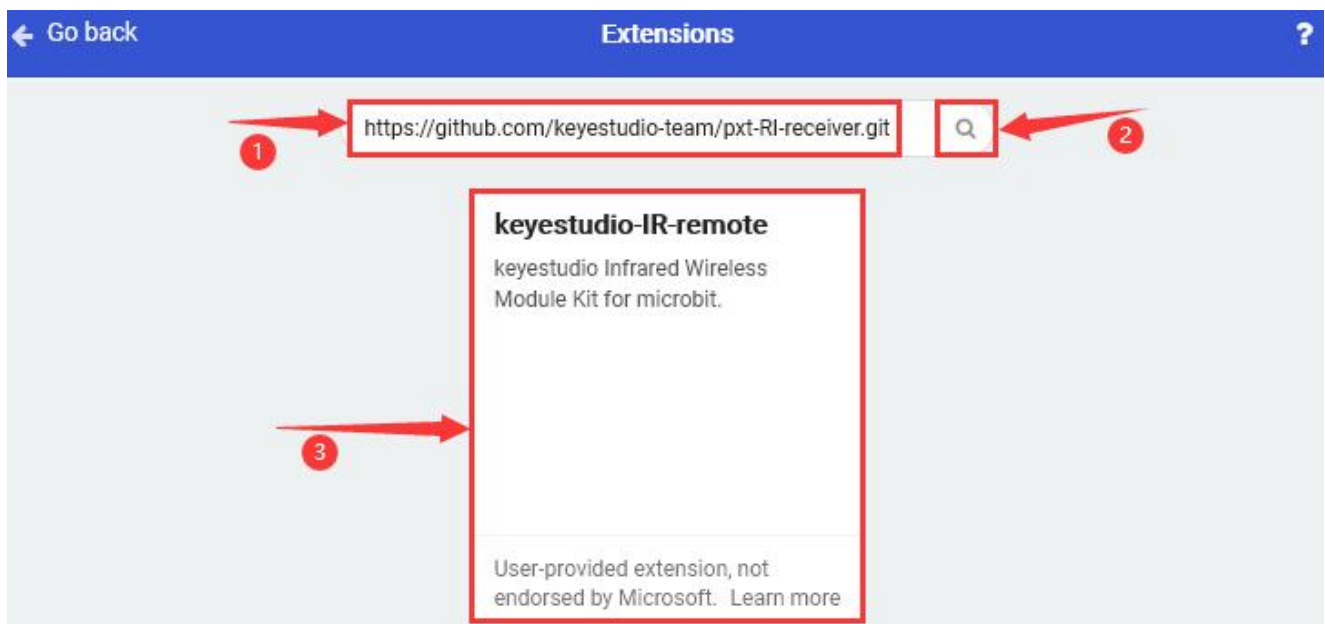 Go back
Extensions
?
https://github.com/keyestudio-team/pxt-RI-receiver.git
1
2
keyestudio-IR-remote
keyestudio Infrared Wireless
Module Kit for microbit.
3
User-provided extension, not
endorsed by Microsoft. Learn more